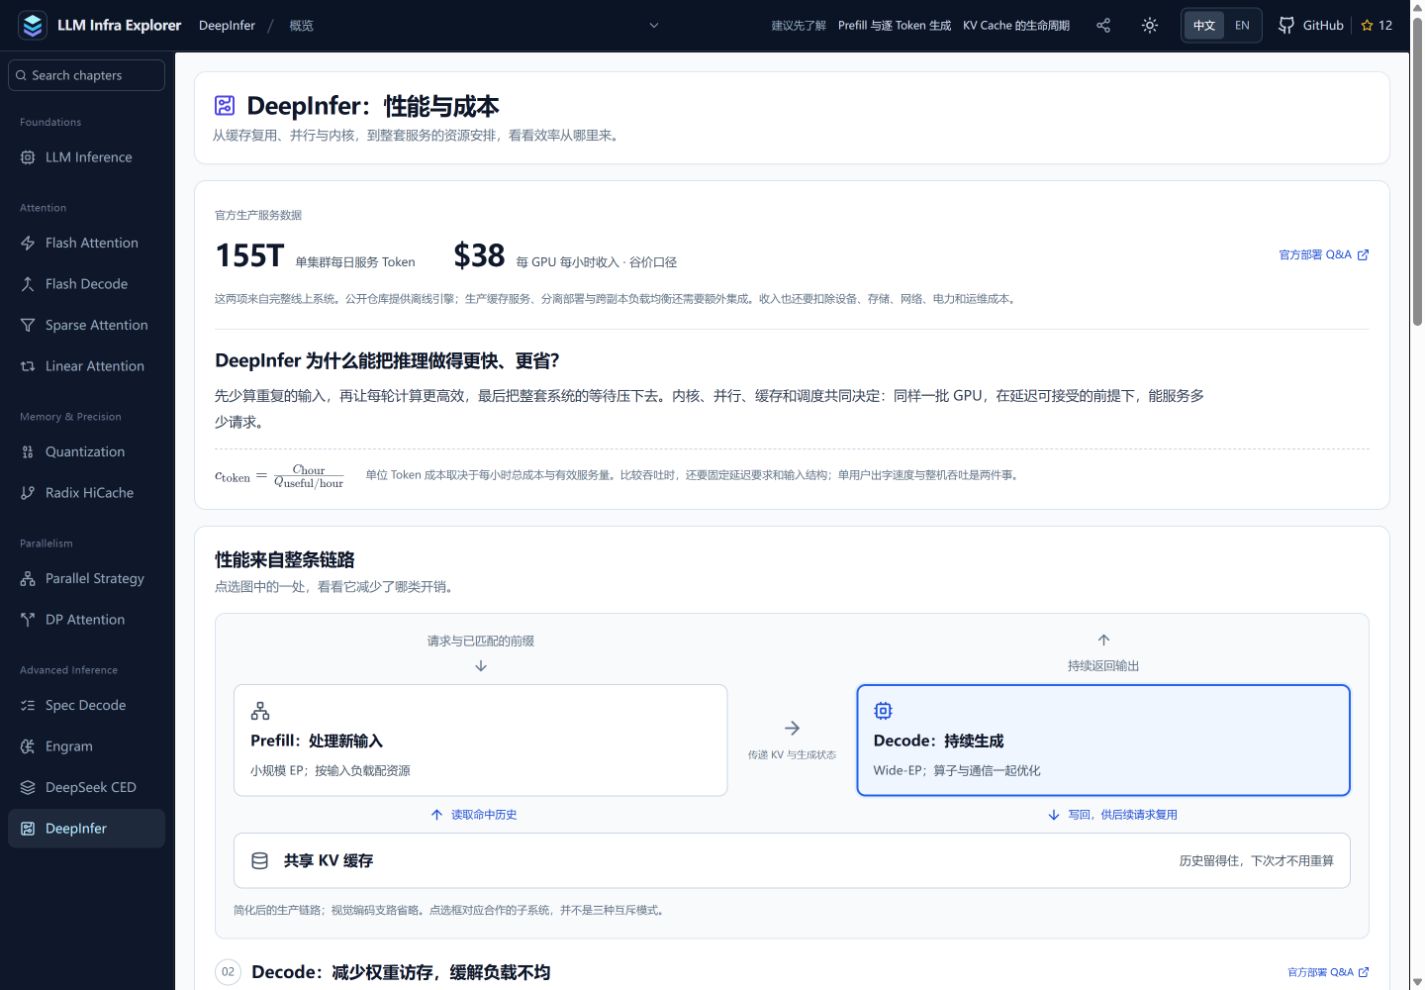 LLM Infra Explorer
DeepInfer / 概览
建议先了解 Prefill 与逐 Token 生成 KV Cache 的生命周期
中文 EN
GitHub 12
Search chapters
Foundations
LLM Inference
Attention
Flash Attention
Flash Decode
Sparse Attention
Linear Attention
Memory & Precision
Quantization
Radix HiCache
Parallelism
Parallel Strategy
DP Attention
Advanced Inference
Spec Decode
Engram
DeepSeek CED
DeepInfer
DeepInfer：性能与成本
从缓存复用、并行与内核，到整套服务的资源安排，看看效率从哪里来。
官方生产服务数据
155T 单集群每日服务 Token $38 每 GPU 每小时收入 · 谷价口径
官方部署 Q&A
这两项来自完整线上系统。公开仓库提供离线引擎；生产缓存服务、分离部署与跨副本负载均衡还需要额外集成。收入也还要扣除设备、存储、网络、电力和运维成本。
DeepInfer 为什么能把推理做得更快、更省？
先少算重复的输入，再让每轮计算更高效，最后把整套系统的等待压下去。内核、并行、缓存和调度共同决定：同样一批 GPU，在延迟可接受的前提下，能服务多
少请求。
c_token = C_hour / Q_useful/hour 单位 Token 成本取决于每小时总成本与有效服务量。比较吞吐时，还要固定延迟要求和输入结构；单用户出字速度与整机吞吐是两件事。
性能来自整条链路
点选图中的一处，看看它减少了哪类开销。
请求与已匹配的前缀
持续返回输出
Prefill：处理新输入
小规模 EP；按输入负载配资源
传递 KV 与生成状态
Decode：持续生成
Wide-EP；算子与通信一起优化
读取命中历史
写回，供后续请求复用
共享 KV 缓存
历史留得住，下次才不用重算
简化后的生产链路；视觉编码支路省略。点选框对应合作的子系统，并不是三种互斥模式。
02 Decode：减少权重访存，缓解负载不均
官方部署 Q&A